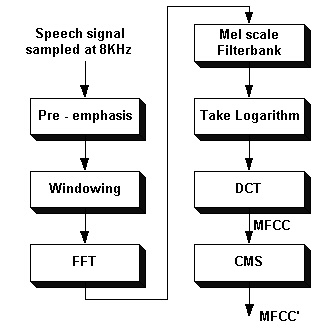 Speech signal
sampled at 8KHz
Pre - emphasis
Windowing
FFT
Mel scale
Filterbank
Take Logarithm
DCT
MFCC
CMS
MFCC'